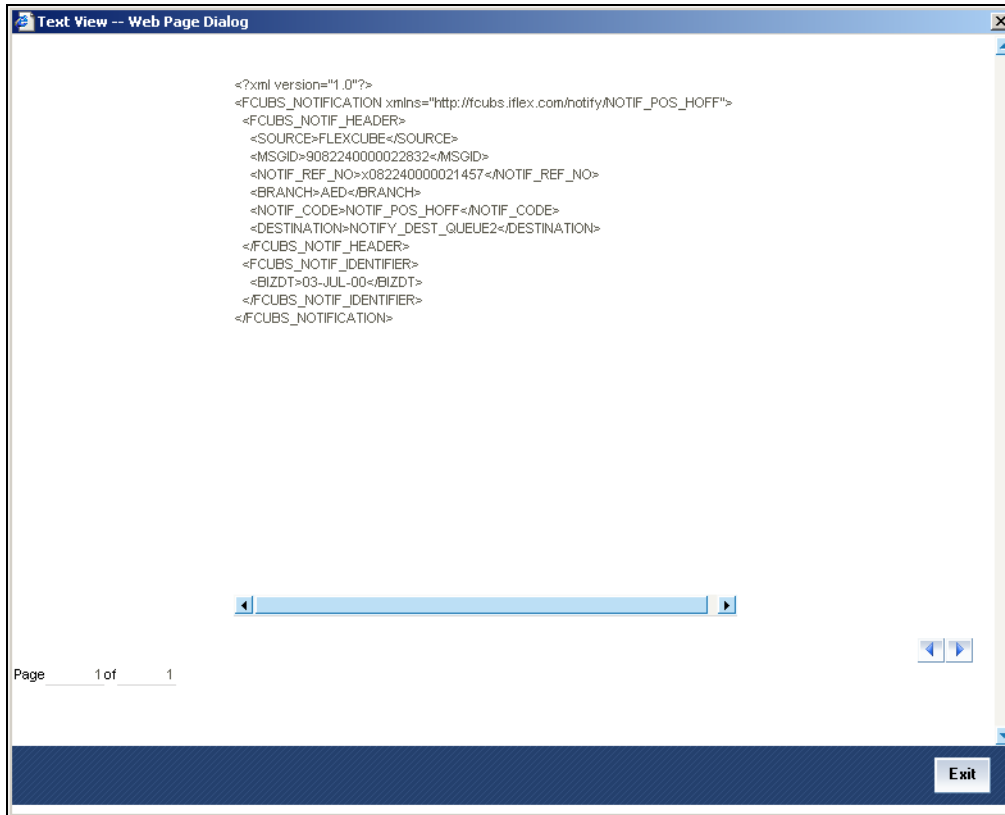 Text View -- Web Page Dialog
<?xml version="1.0"?>
<FCUBS_NOTIFICATION xmlns="http://fcubs.iflex.com/notify/NOTIF_POS_HOFF">
<FCUBS_NOTIF_HEADER>
<SOURCE>FLEXCUBE</SOURCE>
<MSGID>9082240000022832</MSGID>
<NOTIF_REF_NO>x082240000021457</NOTIF_REF_NO>
<BRANCH>AED</BRANCH>
<NOTIF_CODE>NOTIF_POS_HOFF</NOTIF_CODE>
<DESTINATION>NOTIFY_DEST_QUEUE2</DESTINATION>
</FCUBS_NOTIF_HEADER>
<FCUBS_NOTIF_IDENTIFIER>
<BIZDT>03-JUL-00</BIZDT>
</FCUBS_NOTIF_IDENTIFIER>
</FCUBS_NOTIFICATION>
Page 1 of 1
Exit